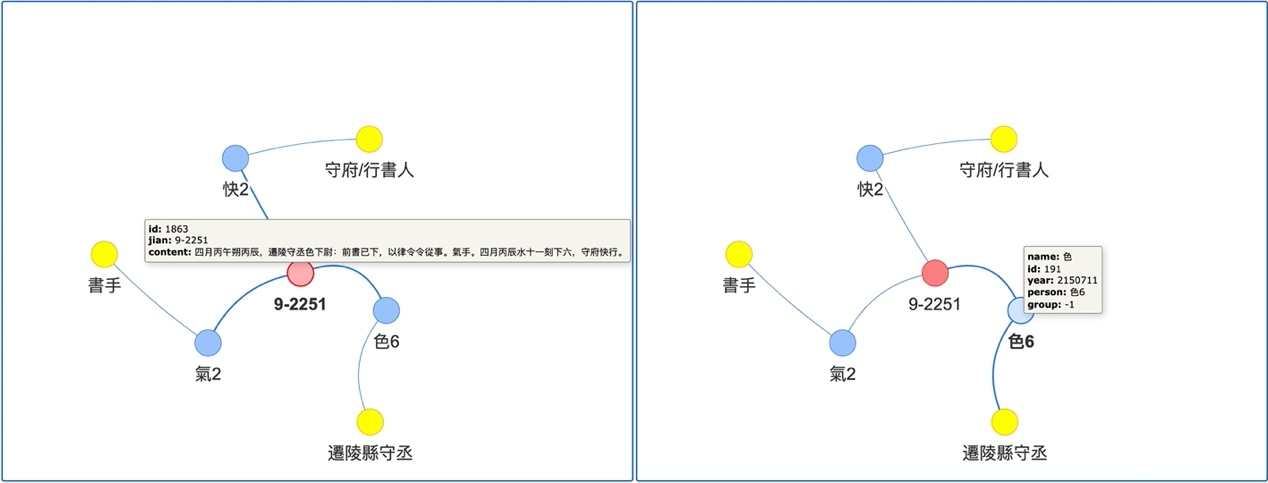 守府/行書人
快2
id: 1863
jian: 9-2251
content: 四月丙午朔丙辰，遷陵守丞色下尉：前書已下，以律令令從事。氣手。四月丙辰水十一刻下六，守府快行。
書手
9-2251
色6
氣2
遷陵縣守丞
守府/行書人
快2
name: 色
id: 191
year: 2150711
person: 色6
group: -1
書手
9-2251
色6
氣2
遷陵縣守丞